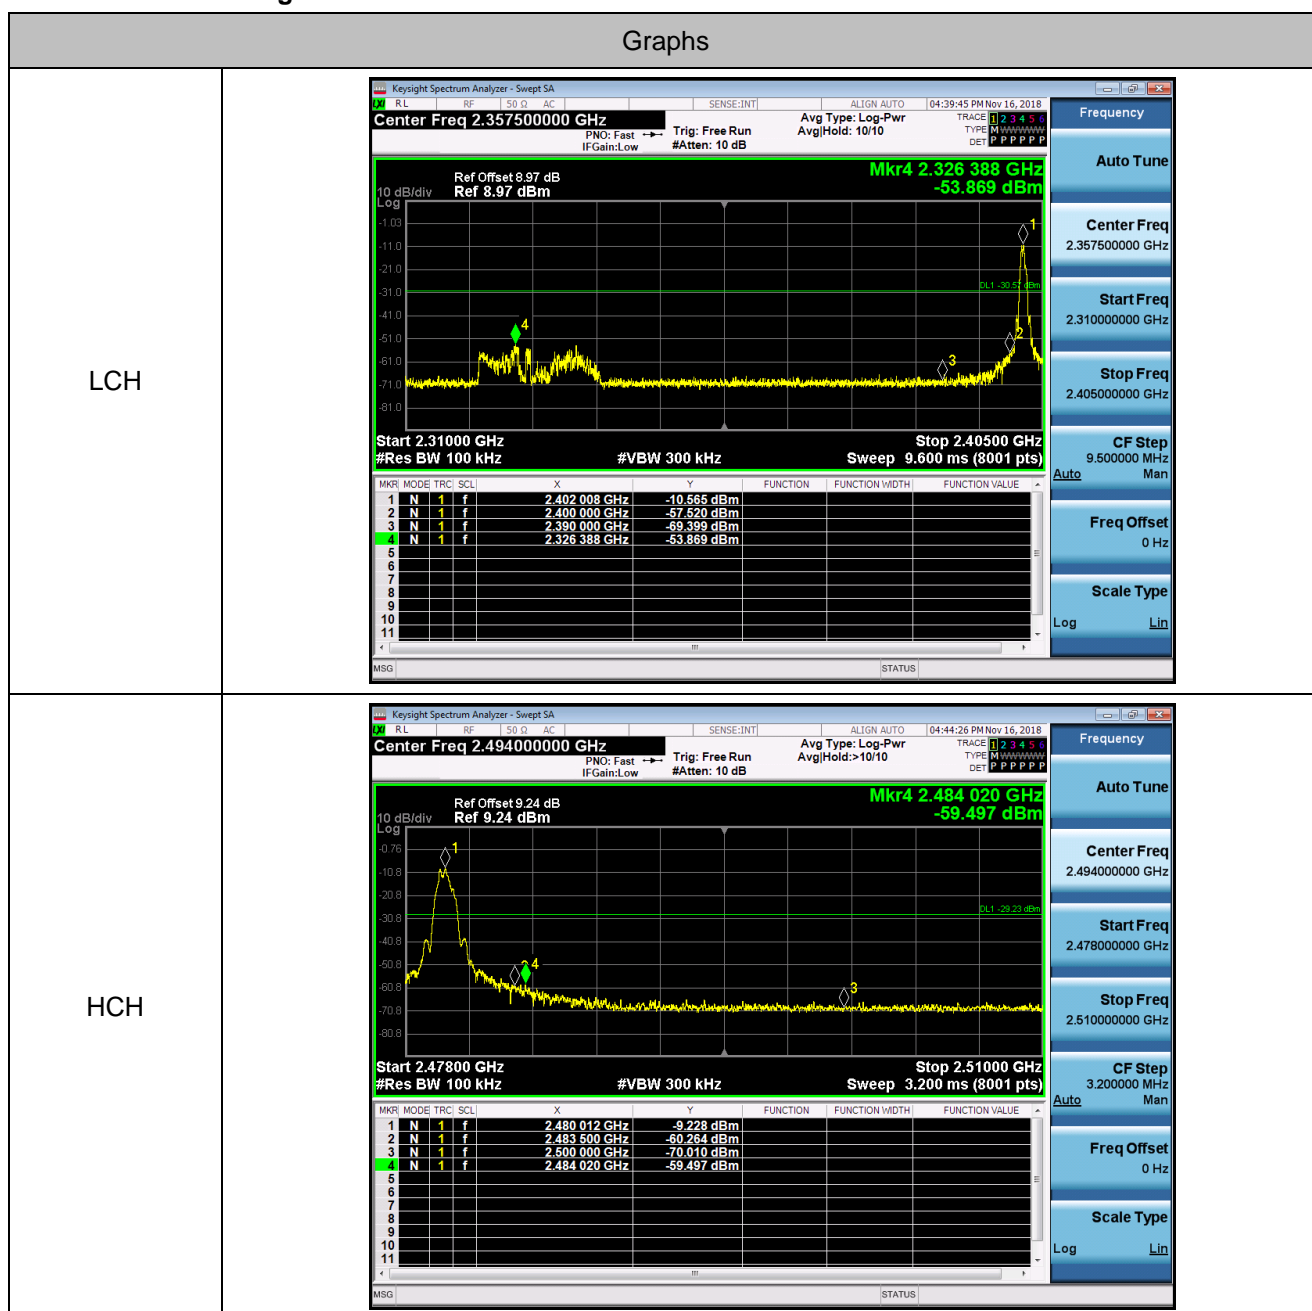 Graphs
LCH
Keysight Spectrum Analyzer - Swept SA
LXI RL RF 50 Ω AC SENSE:INT ALIGN AUTO 04:39:45 PM Nov 16, 2018
Center Freq 2.357500000 GHz
PNO: Fast
IFGain:Low
Trig: Free Run
#Atten: 10 dB
Avg Type: Log-Pwr
Avg|Hold: 10/10
TRACE 1 2 3 4 5 6
TYPE M W W W W W
DET P P P P P P
Mkr4 2.326 388 GHz
-53.869 dBm
Ref Offset 8.97 dB
10 dB/div Ref 8.97 dBm
Log
-1.03
-11.0
-21.0
-31.0
-41.0
-51.0
-61.0
-71.0
-81.0
1
DL1 -30.57 dBm
4
2
3
Start 2.31000 GHz Stop 2.40500 GHz
#Res BW 100 kHz #VBW 300 kHz Sweep 9.600 ms (8001 pts)
MKR MODE TRC SCL X Y FUNCTION FUNCTION WIDTH FUNCTION VALUE
1 N 1 f 2.402 008 GHz -10.565 dBm
2 N 1 f 2.400 000 GHz -57.520 dBm
3 N 1 f 2.390 000 GHz -69.399 dBm
4 N 1 f 2.326 388 GHz -53.869 dBm
5
6
7
8
9
10
11
MSG STATUS
Frequency
Auto Tune
Center Freq
2.357500000 GHz
Start Freq
2.310000000 GHz
Stop Freq
2.405000000 GHz
CF Step
9.500000 MHz
Auto Man
Freq Offset
0 Hz
Scale Type
Log Lin
HCH
Keysight Spectrum Analyzer - Swept SA
LXI RL RF 50 Ω AC SENSE:INT ALIGN AUTO 04:44:26 PM Nov 16, 2018
Center Freq 2.494000000 GHz
PNO: Fast
IFGain:Low
Trig: Free Run
#Atten: 10 dB
Avg Type: Log-Pwr
Avg|Hold:>10/10
TRACE 1 2 3 4 5 6
TYPE M W W W W W
DET P P P P P P
Mkr4 2.484 020 GHz
-59.497 dBm
Ref Offset 9.24 dB
10 dB/div Ref 9.24 dBm
Log
-0.76
-10.8
-20.8
-30.8
-40.8
-50.8
-60.8
-70.8
-80.8
1
DL1 -29.23 dBm
4
3
Start 2.47800 GHz Stop 2.51000 GHz
#Res BW 100 kHz #VBW 300 kHz Sweep 3.200 ms (8001 pts)
MKR MODE TRC SCL X Y FUNCTION FUNCTION WIDTH FUNCTION VALUE
1 N 1 f 2.480 012 GHz -9.228 dBm
2 N 1 f 2.483 500 GHz -60.264 dBm
3 N 1 f 2.500 000 GHz -70.010 dBm
4 N 1 f 2.484 020 GHz -59.497 dBm
5
6
7
8
9
10
11
MSG STATUS
Frequency
Auto Tune
Center Freq
2.494000000 GHz
Start Freq
2.478000000 GHz
Stop Freq
2.510000000 GHz
CF Step
3.200000 MHz
Auto Man
Freq Offset
0 Hz
Scale Type
Log Lin